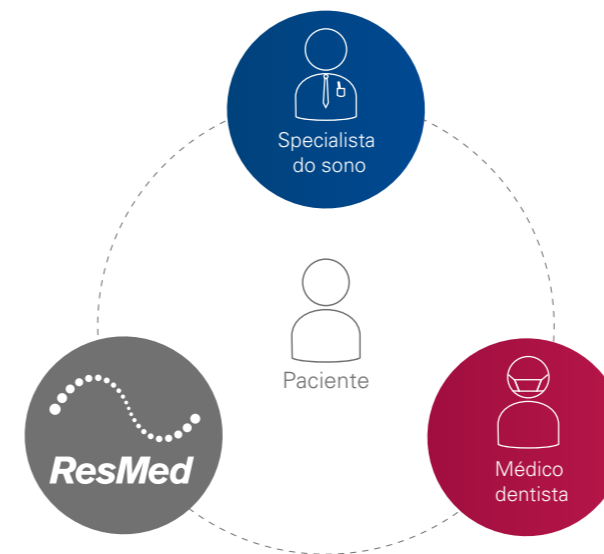 Specialista
do sono
Paciente
ResMed
Médico
dentista